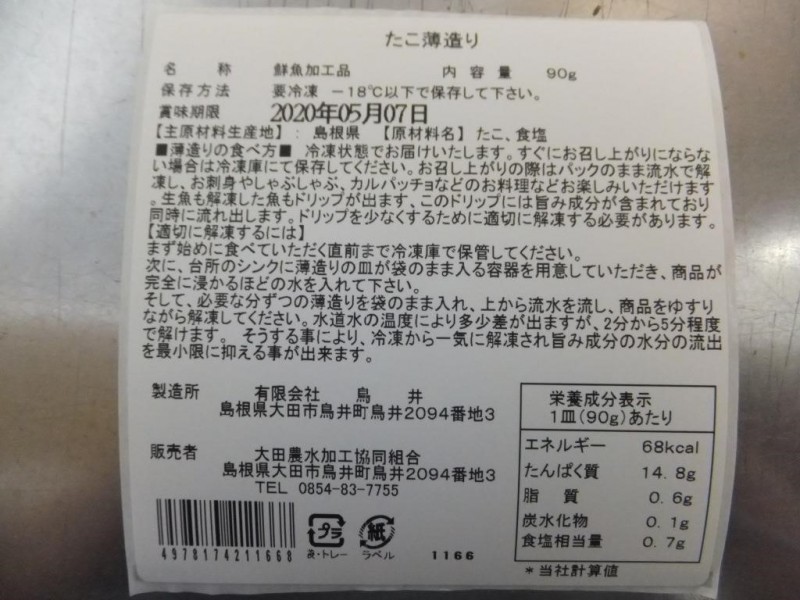 たこ薄造り
名 称 鮮魚加工品 内 容 量 90g
保存方法 要冷凍 －18℃以下で保存して下さい。
賞味期限 2020年05月07日
【主原材料生産地】： 島根県 【原材料名】 たこ、食塩
■薄造りの食べ方■ 冷凍状態でお届けいたします。すぐにお召し上がりにならな
い場合は冷凍庫にて保存してください。お召し上がりの際はパックのまま流水で解
凍し、お刺身やしゃぶしゃぶ、カルパッチョなどのお料理などお楽しみいただけます
。生魚も解凍した魚もドリップが出ます、このドリップには旨み成分が含まれており
同時に流れ出します。ドリップを少なくするために適切に解凍する必要があります。
【適切に解凍するには】
まず始めに食べていただく直前まで冷凍庫で保管してください。
次に、台所のシンクに薄造りの皿が袋のまま入る容器を用意していただき、商品が
完全に浸かるほどの水を入れて下さい。
そして、必要な分ずつの薄造りを袋のまま入れ、上から流水を流し、商品をゆすり
ながら解凍してください。水道水の温度により多少差が出ますが、2分から5分程度
で解けます。 そうする事により、冷凍から一気に解凍され旨み成分の水分の流出
を最小限に抑える事が出来ます。
製造所 有限会社 鳥 井
島根県大田市鳥井町鳥井2094番地3
販売者 大田農水加工協同組合
島根県大田市鳥井町鳥井2094番地3
TEL 0854-83-7755
栄養成分表示
1皿(90g)あたり
エネルギー 68kcal
たんぱく質 14.8g
脂 質 0.6g
炭水化物 0.1g
食塩相当量 0.7g
＊当社計算値
4978174211668
プラ
袋・トレー
紙
ラベル
1166